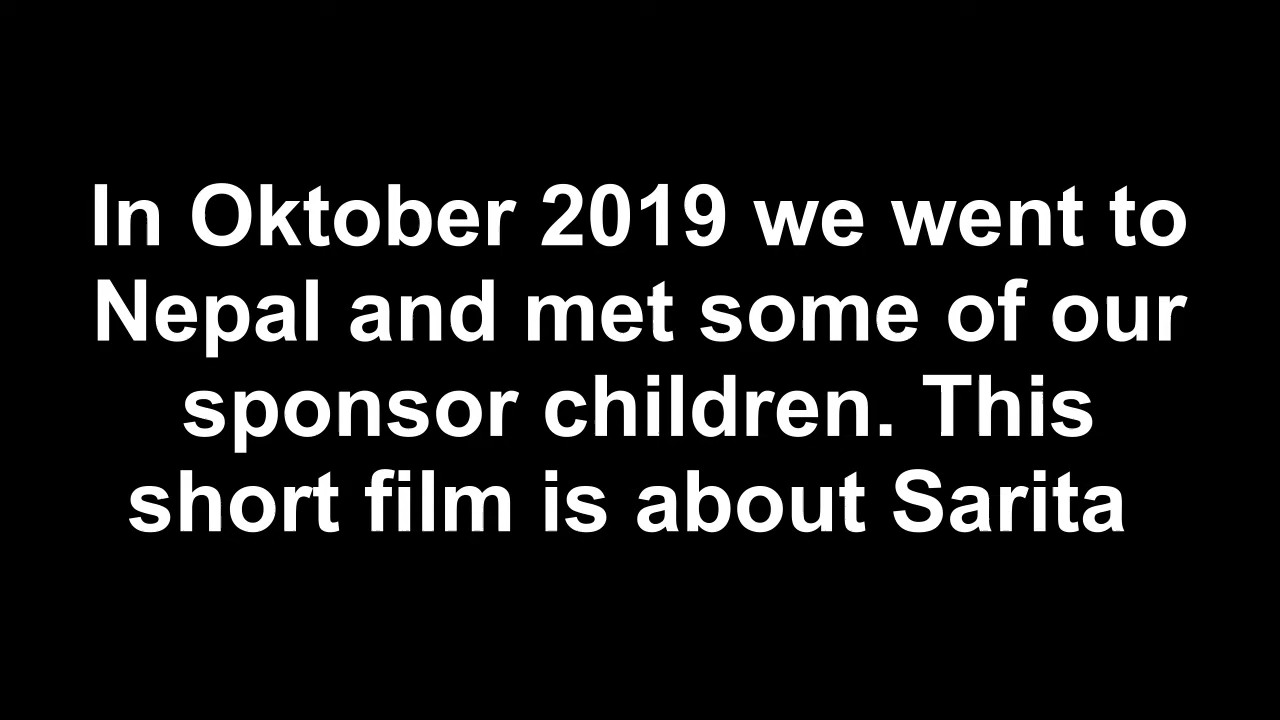 In Oktober 2019 we went to
Nepal and met some of our
sponsor children. This
short film is about Sarita